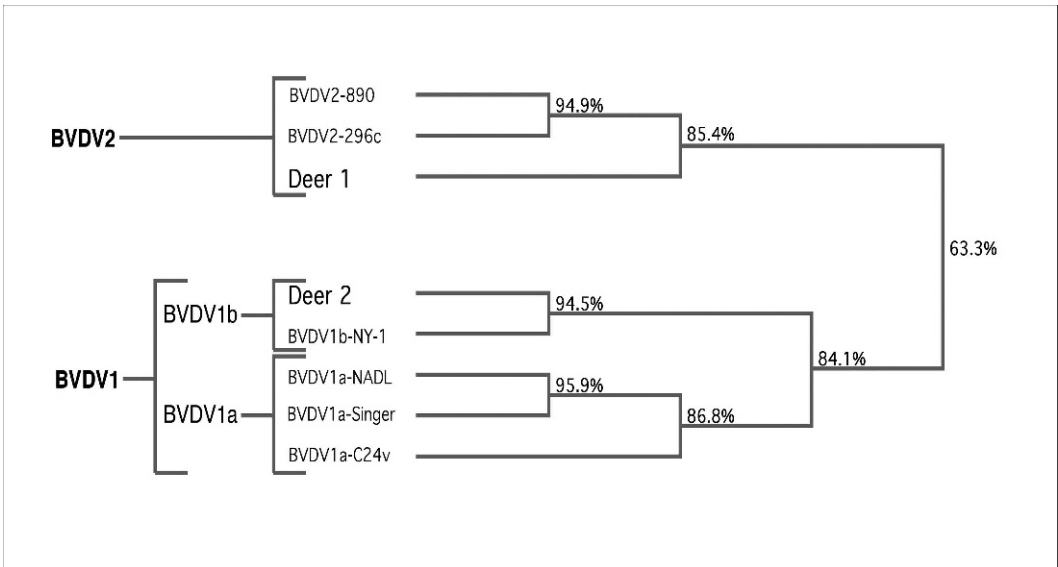 BVDV2
BVDV2-890
BVDV2-296c
Deer 1
94.9%
85.4%
63.3%
BVDV1
BVDV1b
Deer 2
BVDV1b-NY-1
94.5%
84.1%
BVDV1a
BVDV1a-NADL
BVDV1a-Singer
BVDV1a-C24v
95.9%
86.8%